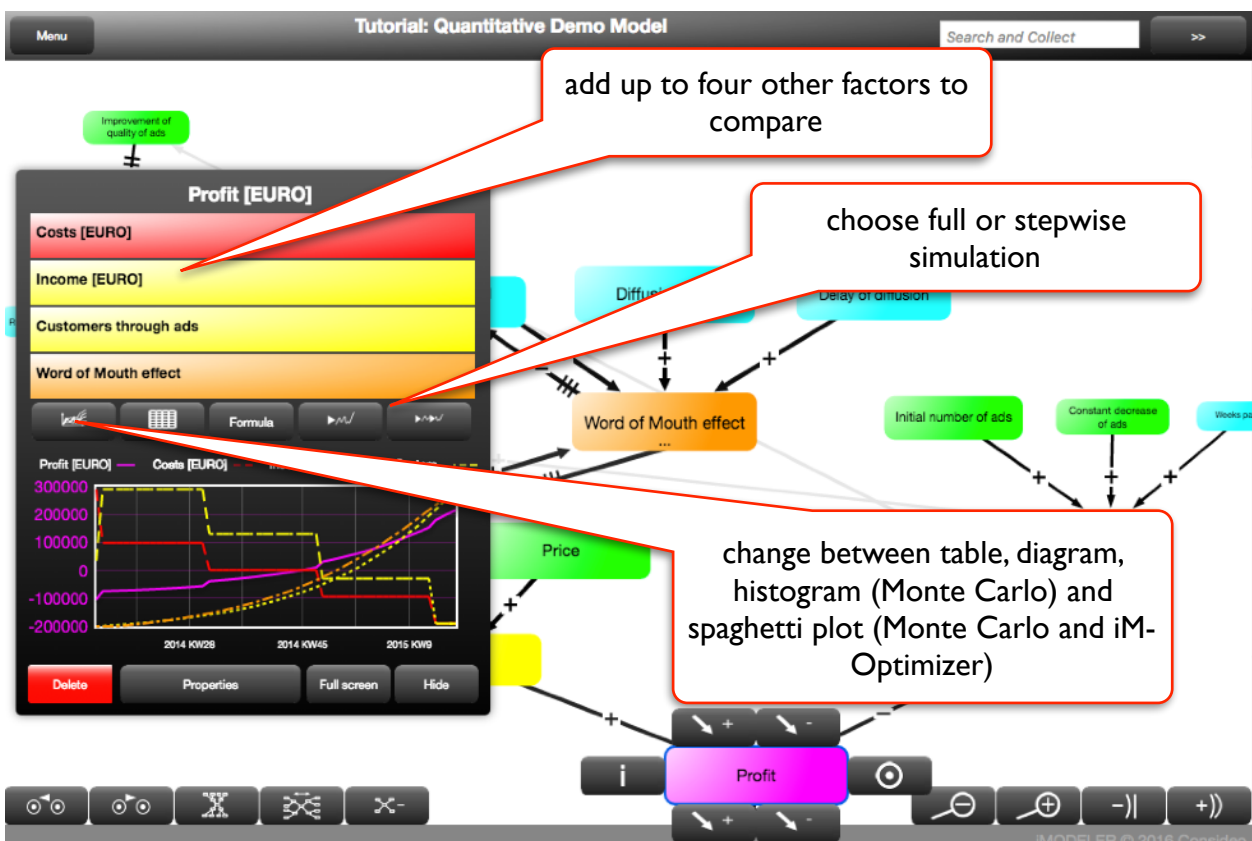 Menu
Tutorial: Quantitative Demo Model
Search and Collect
>>
add up to four other factors to
compare
Improvement of
quality of ads
Profit [EURO]
Costs [EURO]
Income [EURO]
Customers through ads
Word of Mouth effect
Formula
choose full or stepwise
simulation
Delay of diffusion
Word of Mouth effect
...
Initial number of ads
Constant decrease
of ads
Profit [EURO]
Costs [EURO]
300000
200000
100000
0
-100000
-200000
2014 KW28
2014 KW45
2015 KW9
Delete
Properties
Full screen
Hide
Price
change between table, diagram,
histogram (Monte Carlo) and
spaghetti plot (Monte Carlo and iM-
Optimizer)
+
-
i
Profit
+
-
-)|
+))
iMODELER © 2016 Consideo